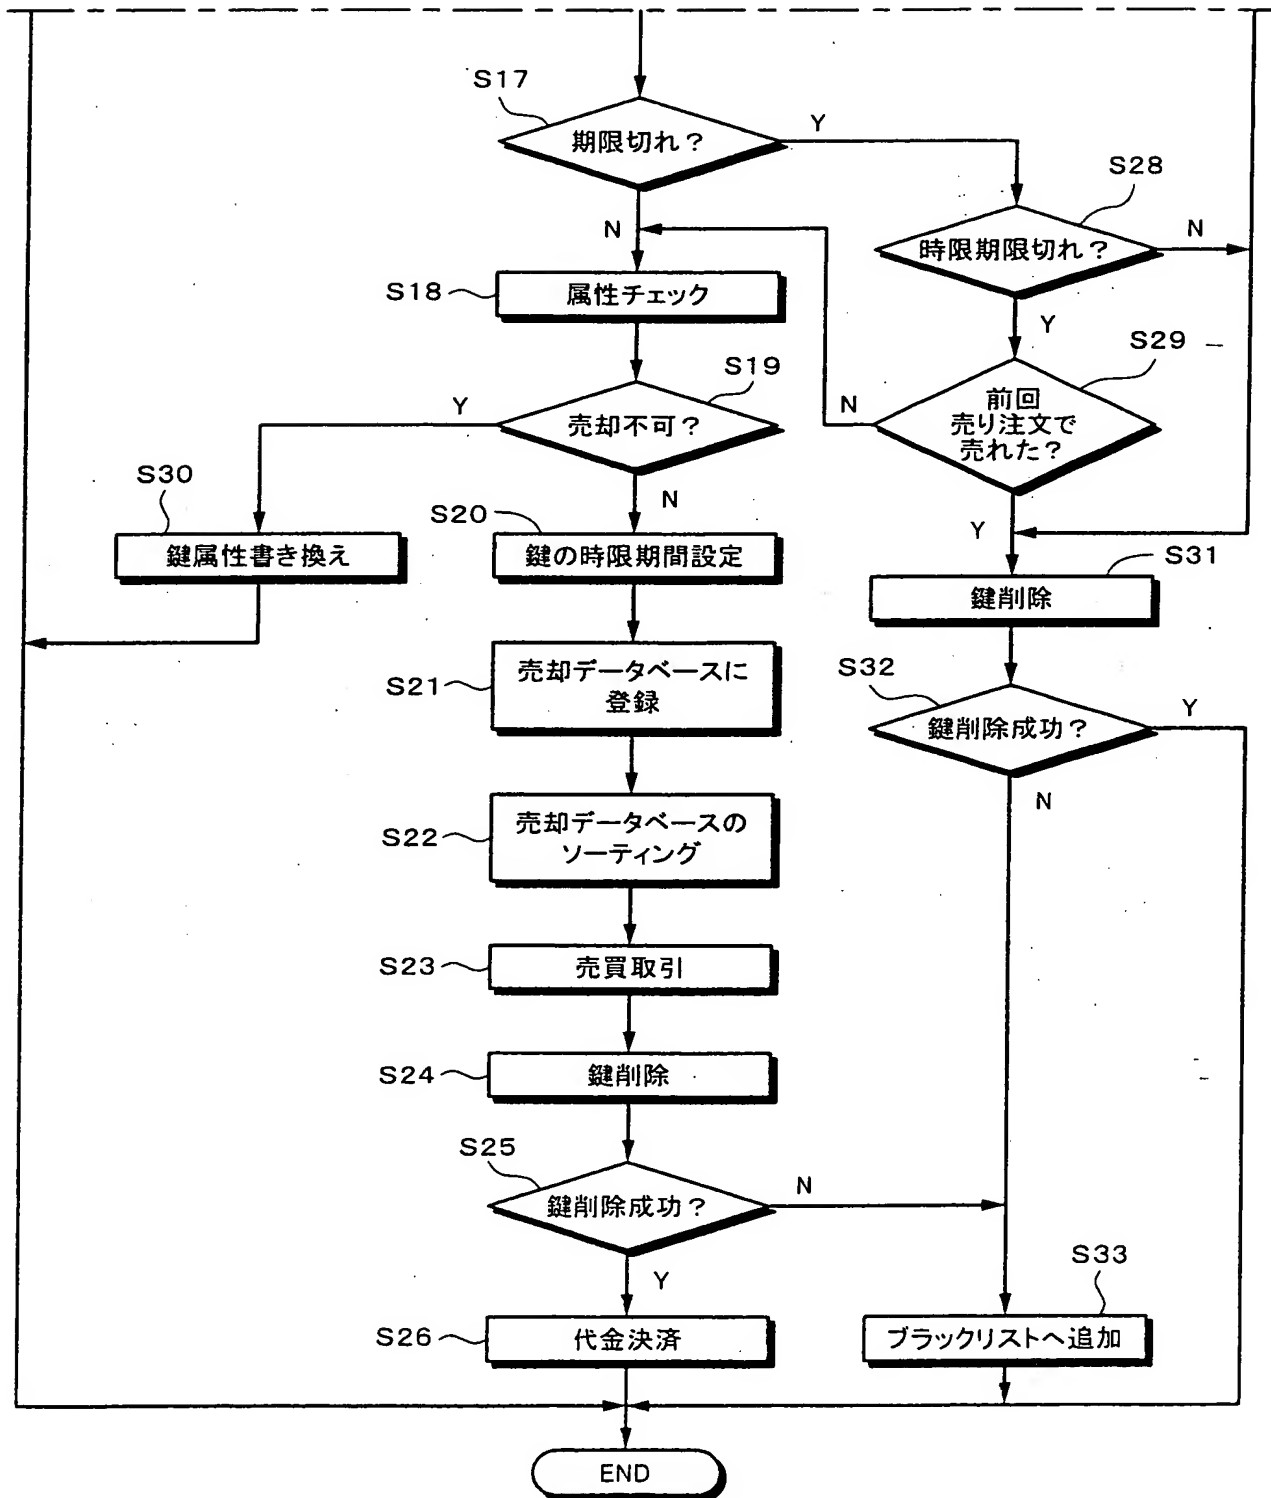 S17
期限切れ？
Y
N
S28
時限期限切れ？
N
Y
S18
属性チェック
S29
前回
売り注文で
売れた？
N
Y
S19
売却不可？
Y
N
S30
鍵属性書き換え
S20
鍵の時限期間設定
S31
鍵削除
S21
売却データベースに
登録
S32
鍵削除成功？
Y
N
S22
売却データベースの
ソーティング
S23
売買取引
S24
鍵削除
S25
鍵削除成功？
N
Y
S26
代金決済
S33
ブラックリストへ追加
END